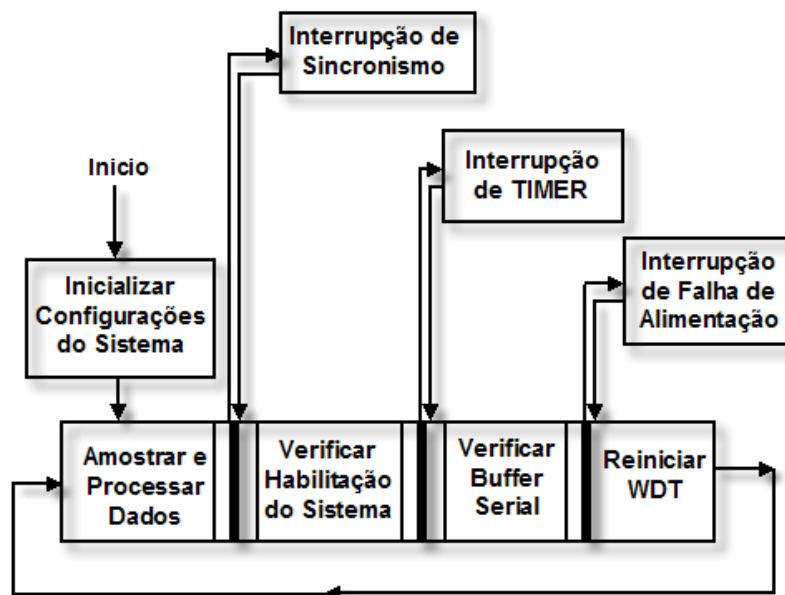 Interrupção de
Sincronismo
Interrupção
de TIMER
Inicio
Interrupção
de Falha de
Alimentação
Inicializar
Configurações
do Sistema
Amostrar e
Processar
Dados
Verificar
Habilitação
do Sistema
Verificar
Buffer
Serial
Reiniciar
WDT